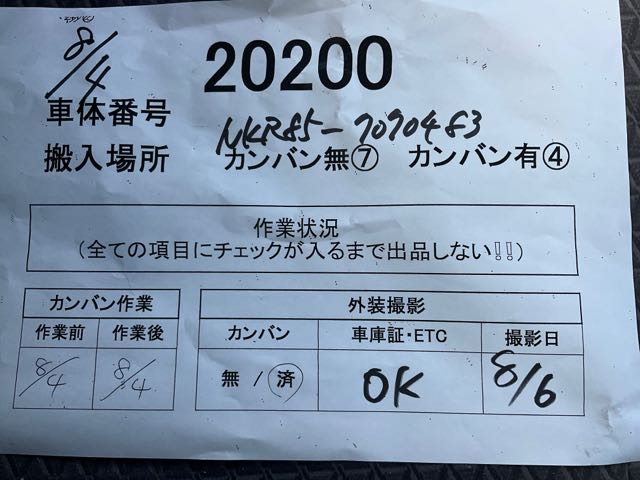 8/4
20200
車体番号 NKR85-7090483
搬入場所 カンバン無⑦ カンバン有④
作業状況
(全ての項目にチェックが入るまで出品しない!!)
カンバン作業
作業前 作業後
8/4 8/4
外装撮影
カンバン 車庫証・ETC 撮影日
無 / 済 OK 8/6